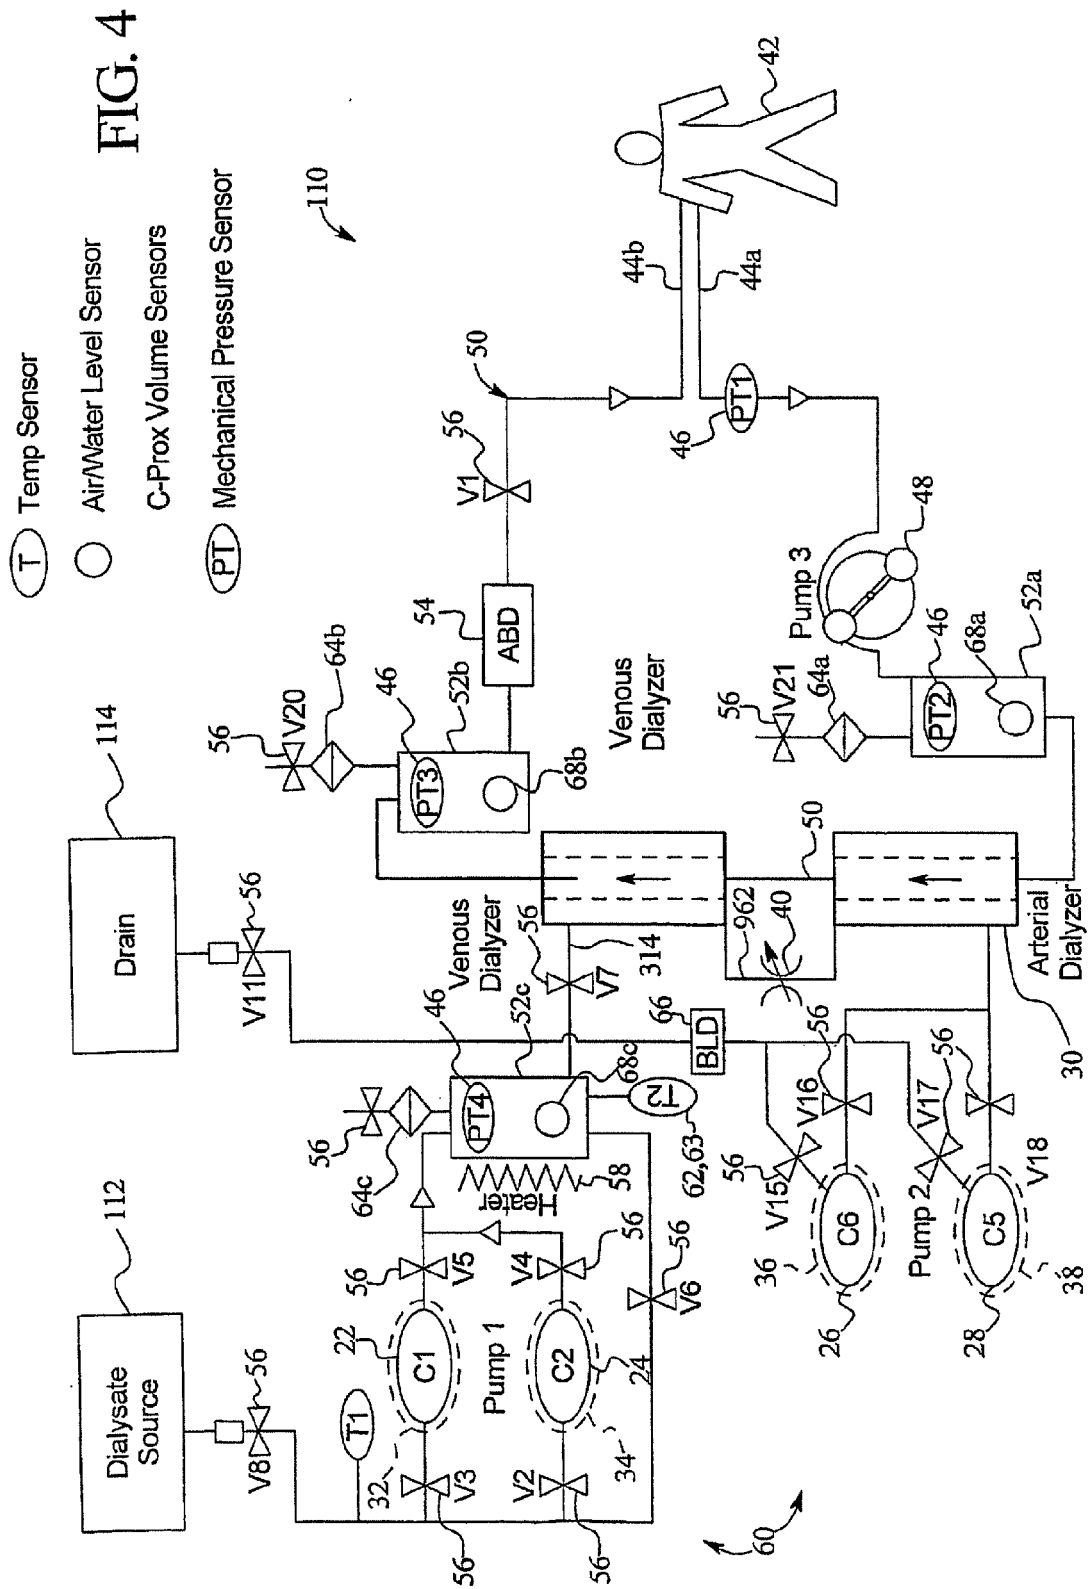 FIG. 4
T Temp Sensor
Air/Water Level Sensor
C-Prox Volume Sensors
PT Mechanical Pressure Sensor
110
Dialysate
Source
112
Drain
114
V8
56
V11
56
T1
32
22
C1
V3
56
56
V5
Pump 1
V2
56
C2
24
34
V4
56
V6
56
60
56
64c
46
PT4
52c
68c
Heater
58
T2
62,63
56
V7
314
Venous
Dialyzer
66
BLD
56
V20
64b
46
PT3
52b
68b
54
ABD
V1
56
50
44b
44a
42
46
PT1
Venous
Dialyzer
Pump 3
48
56
V21
64a
46
PT2
68a
52a
962
40
50
Arterial
Dialyzer
30
56
V15
V16
56
36
C6
26
Pump 2
V17
56
V18
C5
28
38